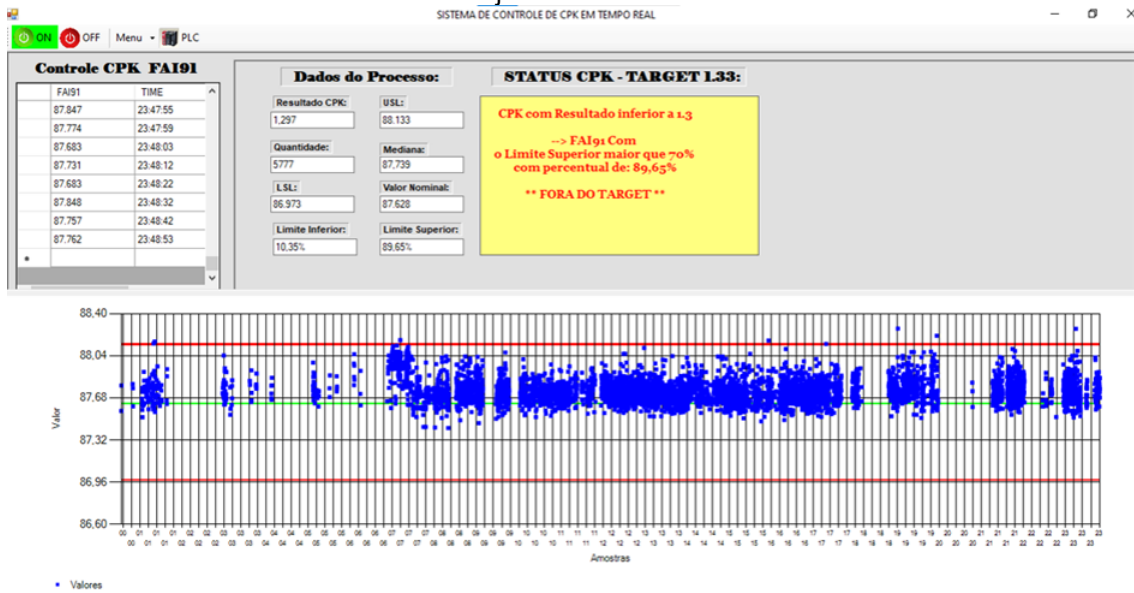 SISTEMA DE CONTROLE DE CPK EM TEMPO REAL
ON OFF Menu PLC
Controle CPK FAI91
FAI91 TIME
87.847 23:47:55
87.774 23:47:59
87.683 23:48:03
87.731 23:48:12
87.683 23:48:22
87.848 23:48:32
87.757 23:48:42
87.762 23:48:53
Dados do Processo:
Resultado CPK: USL:
1,297 88.133
Quantidade: Mediana:
5777 87,739
LSL: Valor Nominal:
86.973 87.628
Limite Inferior: Limite Superior:
10,35% 89,65%
STATUS CPK - TARGET 1.33:
CPK com Resultado inferior a 1.3
--> FAI91 Com
o Limite Superior maior que 70%
com percentual de: 89,65%
** FORA DO TARGET **
88,40
88,04
87,68
87,32
86,96
86,60
Valor
Amostras
Valores